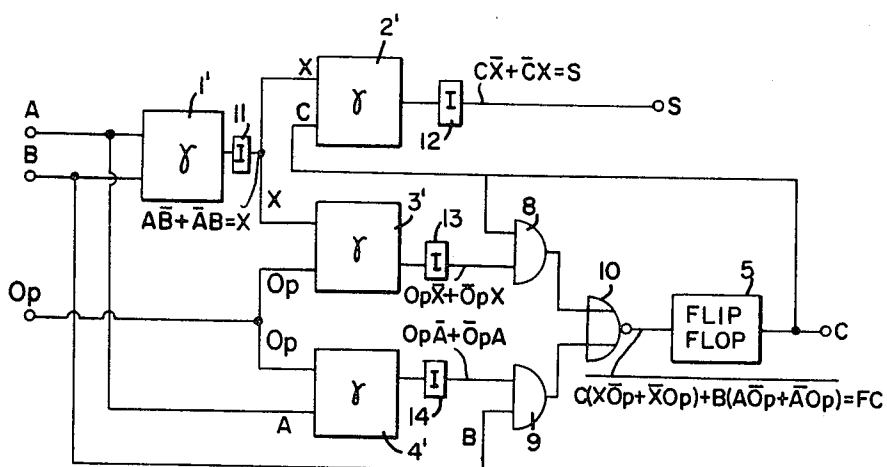 2'
CX̄+C̄X=S
X
γ
S
1'
C
I
A
11
12
γ
I
B
3'
13
8
X
γ
I
AB̄+ĀB=X
10
5
Op
OpX̄+ŌpX
Op
FLIP
FLOP
C
OpĀ+ŌpA
Op
γ
I
C(XŌp+X̄Op)+B(AŌp+ĀOp)=FC
14
A
B
9
4'